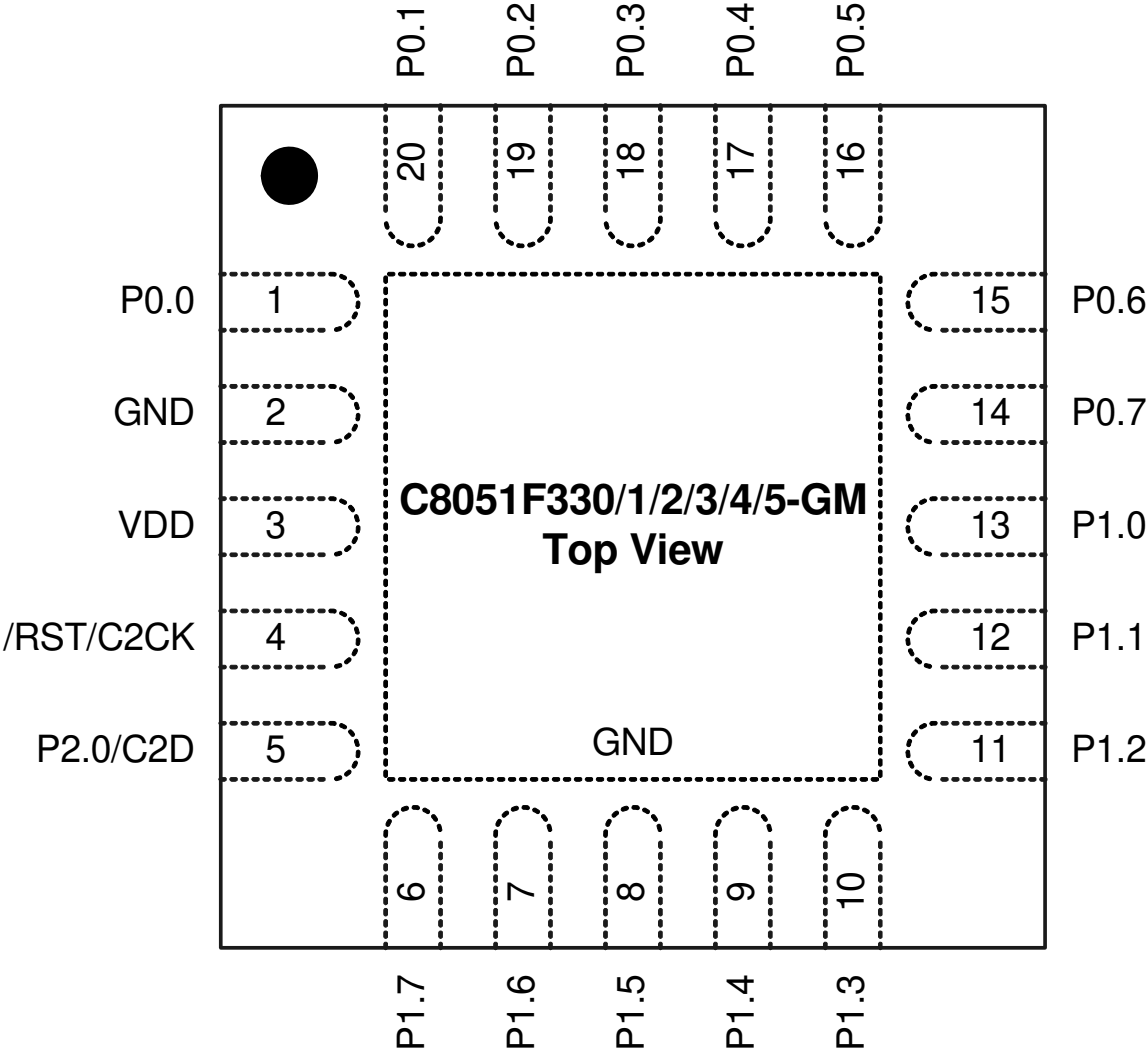 P0.1 P0.2 P0.3 P0.4 P0.5
20 19 18 17 16
P0.0 1 15 P0.6
GND 2 14 P0.7
C8051F330/1/2/3/4/5-GM
VDD 3 13 P1.0
Top View
/RST/C2CK 4 12 P1.1
P2.0/C2D 5 11 P1.2
GND
6 7 8 9 10
P1.7 P1.6 P1.5 P1.4 P1.3